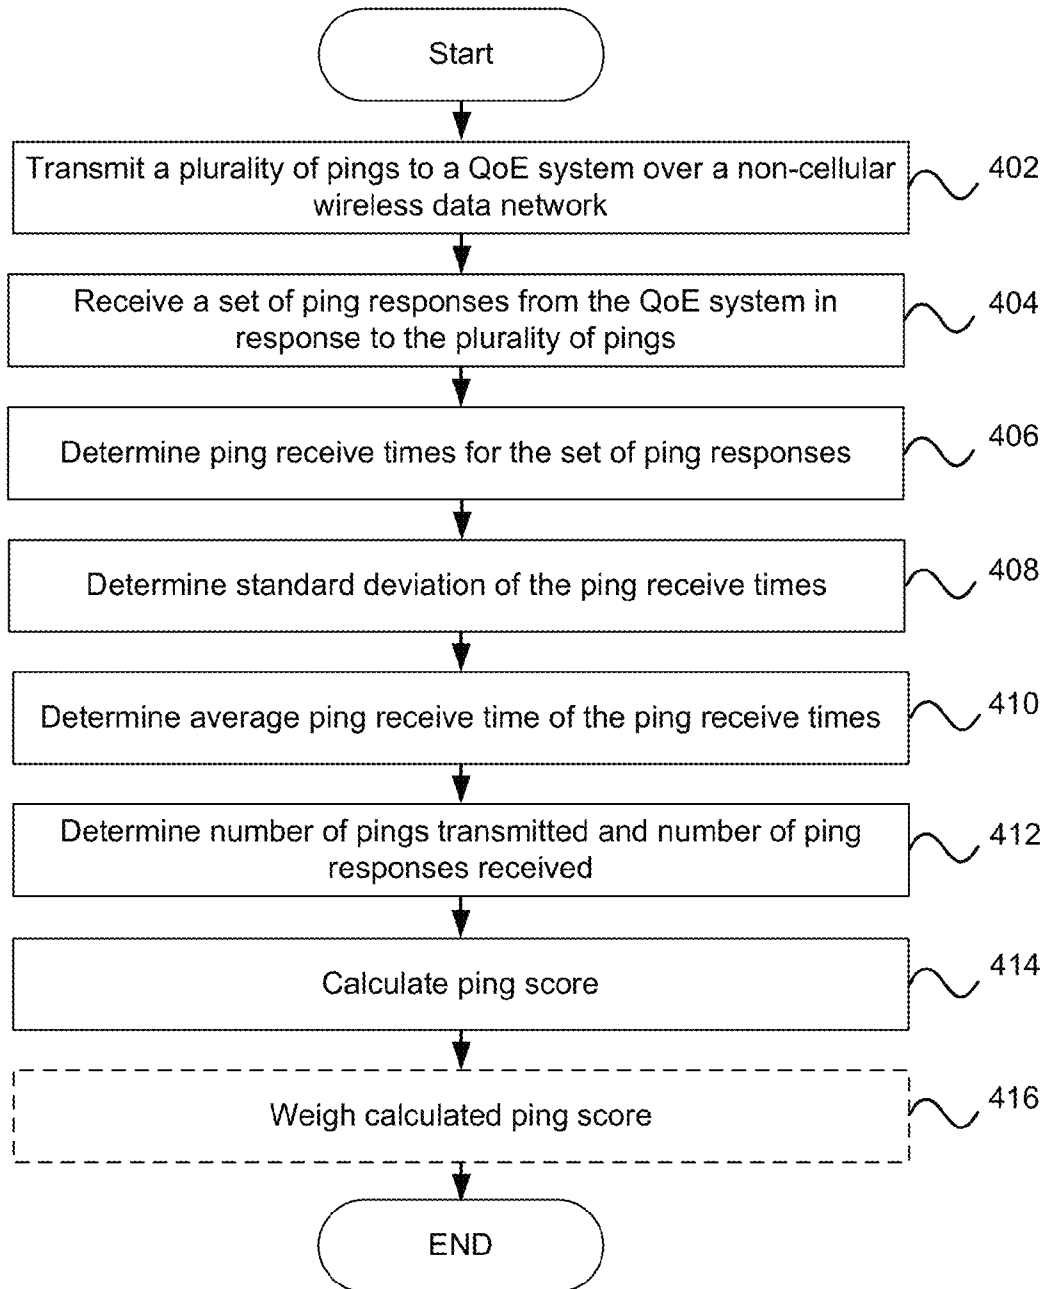 Start
Transmit a plurality of pings to a QoE system over a non-cellular
wireless data network
402
Receive a set of ping responses from the QoE system in
response to the plurality of pings
404
Determine ping receive times for the set of ping responses
406
Determine standard deviation of the ping receive times
408
Determine average ping receive time of the ping receive times
410
Determine number of pings transmitted and number of ping
responses received
412
Calculate ping score
414
Weigh calculated ping score
416
END